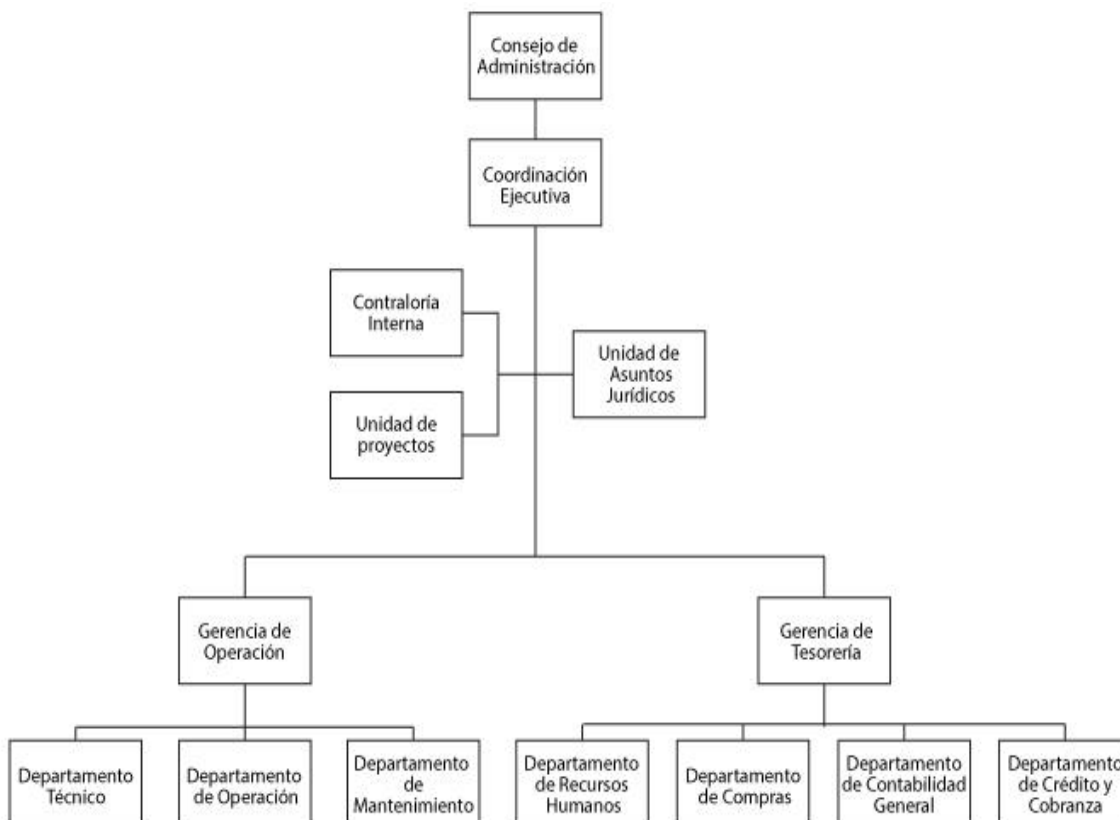 Consejo de
Administración
Coordinación
Ejecutiva
Contraloría
Interna
Unidad de
Asuntos
Jurídicos
Unidad de
proyectos
Gerencia de
Operación
Gerencia de
Tesorería
Departamento
Técnico
Departamento
de Operación
Departamento
de
Mantenimiento
Departamento
de Recursos
Humanos
Departamento
de Compras
Departamento
de Contabilidad
General
Departamento
de Crédito y
Cobranza